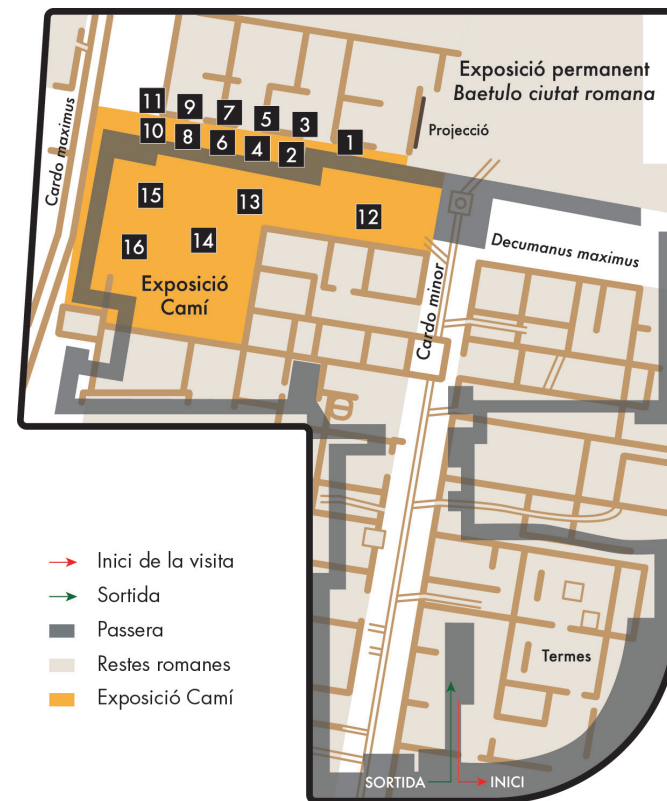 Exposició permanent
Baetulo ciutat romana
Projecció
Cardo maximus
11
9
7
5
3
1
10
8
6
4
2
15
13
12
16
14
Decumanus maximus
Exposició
Camí
Cardo minor
Inici de la visita
Sortida
Passera
Restes romanes
Exposició Camí
Termes
SORTIDA
INICI